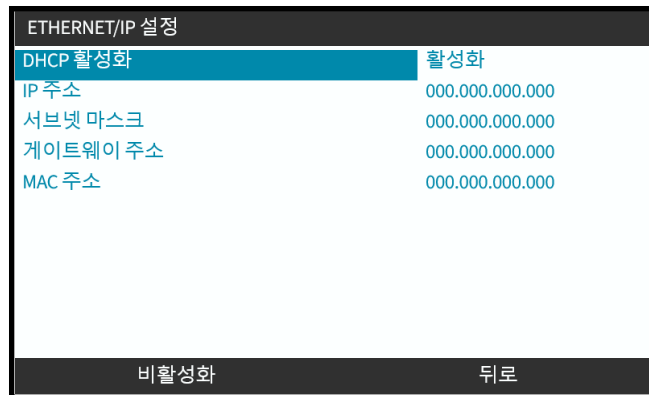 ETHERNET/IP 설정
DHCP 활성화 활성화
IP 주소 000.000.000.000
서브넷 마스크 000.000.000.000
게이트웨이 주소 000.000.000.000
MAC 주소 000.000.000.000
비활성화 뒤로